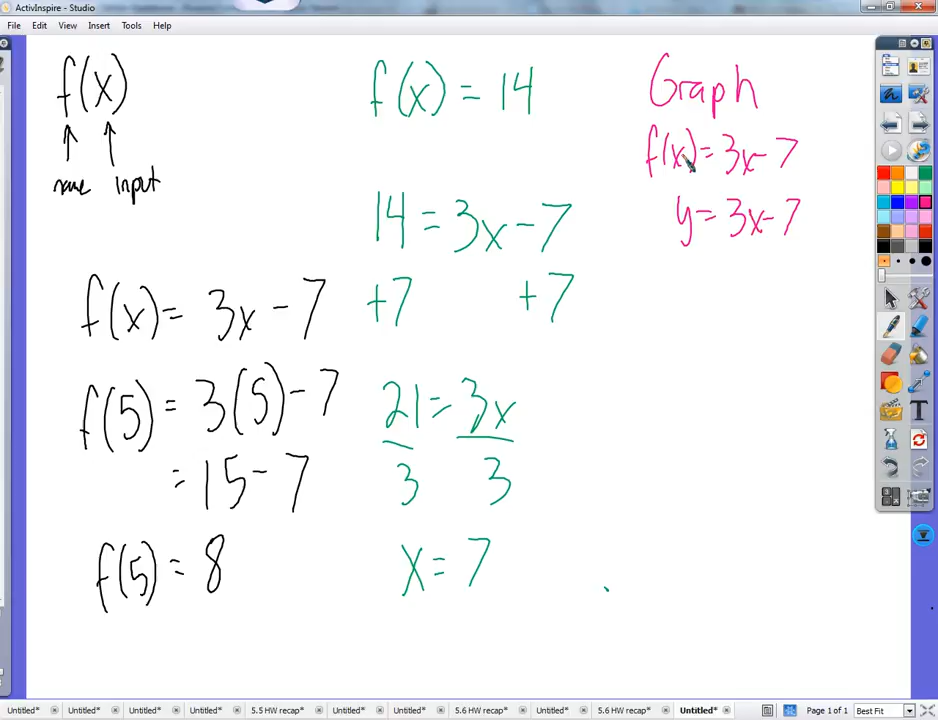 ActivInspire - Studio
File Edit View Insert Tools Help
f(x)
name input
f(x) = 3x - 7
f(5) = 3(5) - 7
= 15 - 7
f(5) = 8
f(x) = 14
14 = 3x - 7
+7 +7
21 = 3x
3 3
x = 7
Graph
f(x) = 3x - 7
y = 3x - 7
T
Untitled* Untitled* Untitled* Untitled* 5.5 HW recap* Untitled* Untitled* 5.6 HW recap* Untitled* 5.6 HW recap* Untitled* Page 1 of 1 Best Fit